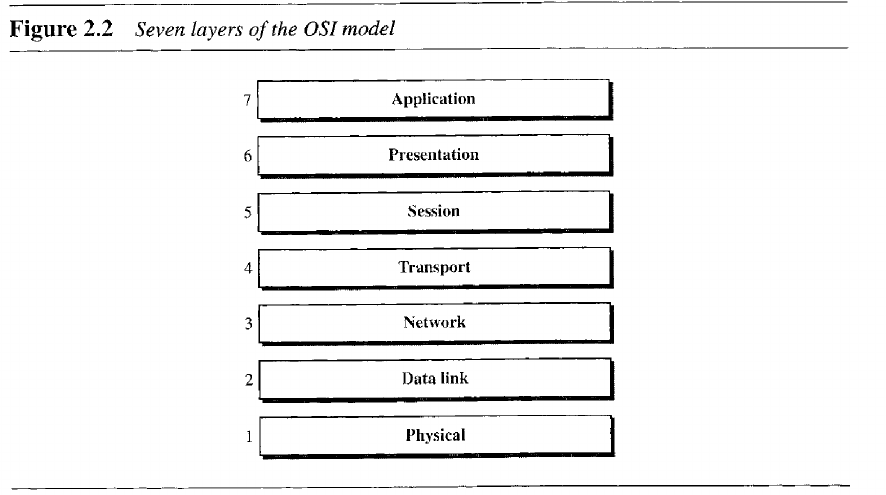 Figure 2.2 Seven layers of the OSI model
7 Application
6 Presentation
5 Session
4 Transport
3 Network
2 Data link
1 Physical